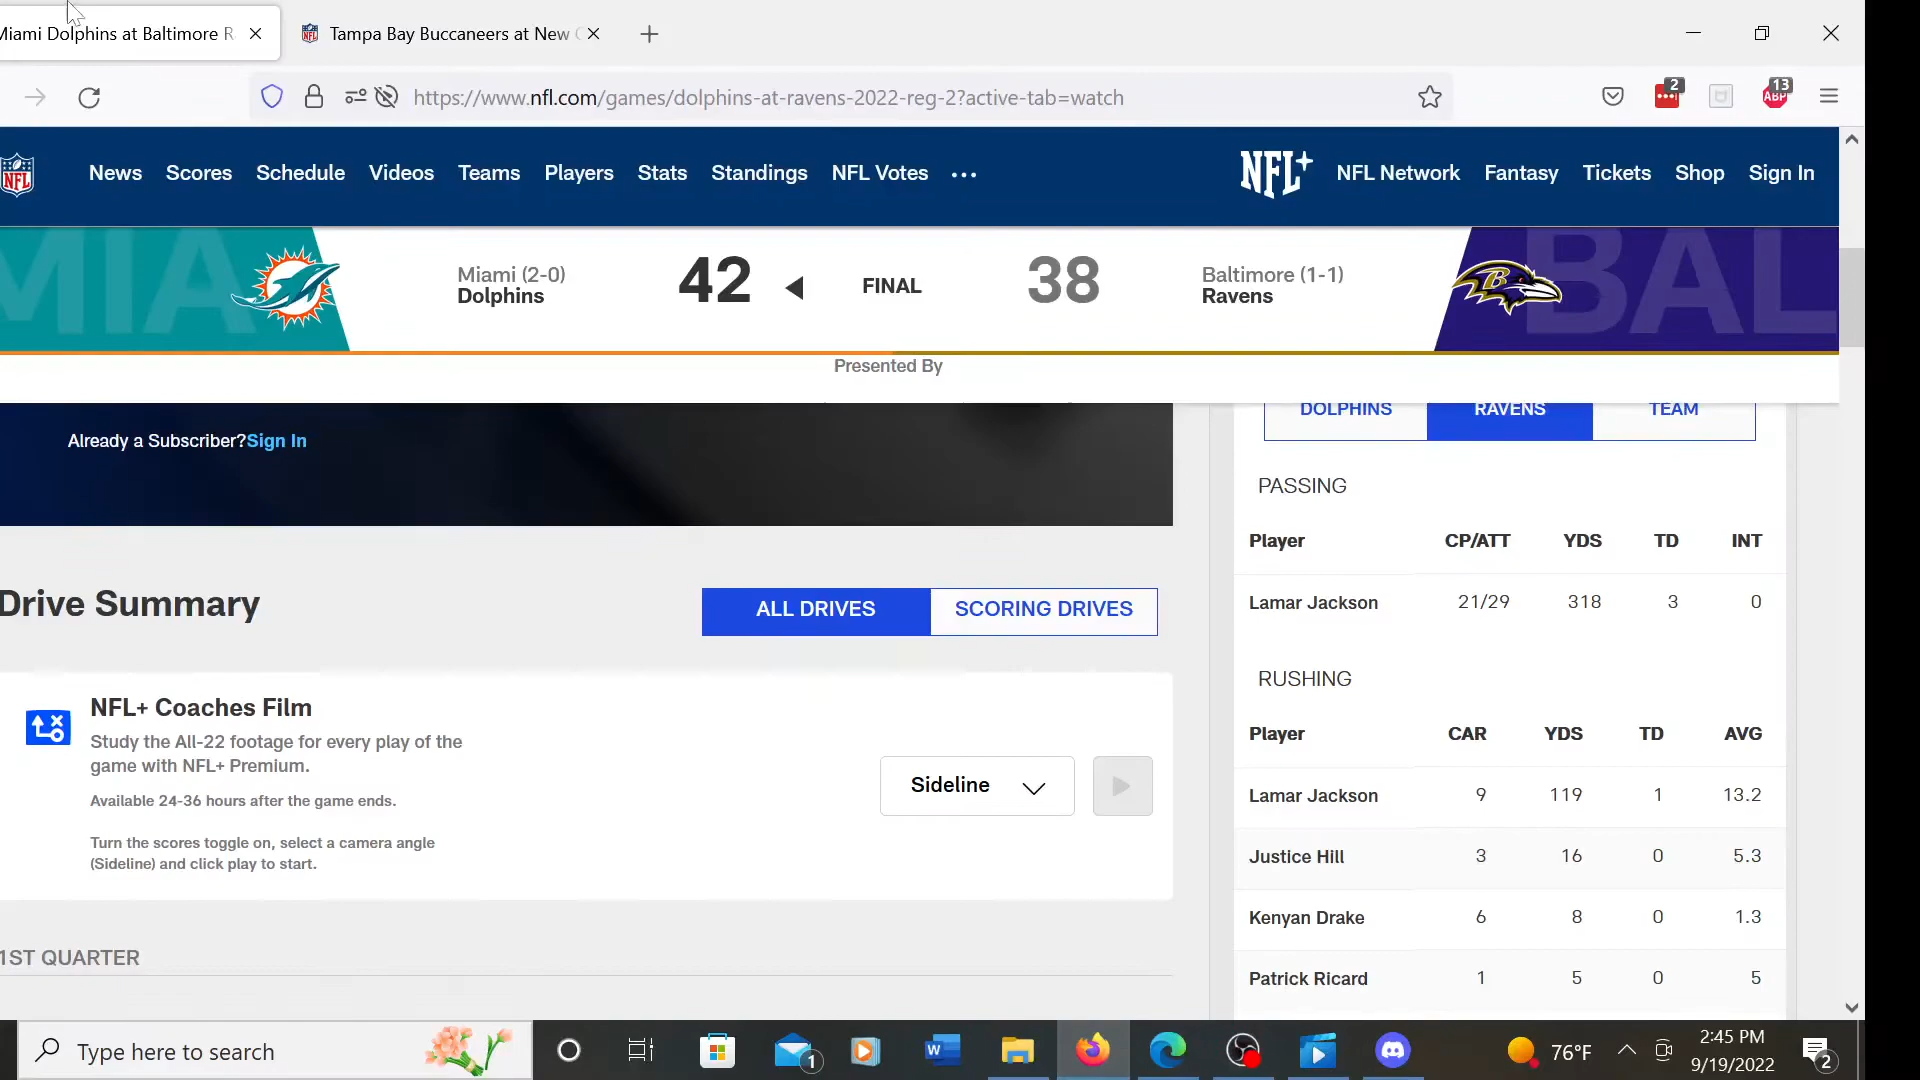 Miami Dolphins at Baltimore R
Tampa Bay Buccaneers at New
https://www.nfl.com/games/dolphins-at-ravens-2022-reg-2?active-tab=watch
2
13
ABP
NFL
News Scores Schedule Videos Teams Players Stats Standings NFL Votes
NFL+ NFL Network Fantasy Tickets Shop Sign In
MIA
Miami (2-0)
Dolphins
42
FINAL
38
Baltimore (1-1)
Ravens
BAL
Presented By
Already a Subscriber?Sign In
DOLPHINS RAVENS TEAM
PASSING
Player CP/ATT YDS TD INT
Lamar Jackson 21/29 318 3 0
RUSHING
Player CAR YDS TD AVG
Lamar Jackson 9 119 1 13.2
Justice Hill 3 16 0 5.3
Kenyan Drake 6 8 0 1.3
Patrick Ricard 1 5 0 5
Drive Summary
ALL DRIVES SCORING DRIVES
NFL+ Coaches Film
Study the All-22 footage for every play of the
game with NFL+ Premium.
Available 24-36 hours after the game ends.
Turn the scores toggle on, select a camera angle
(Sideline) and click play to start.
Sideline
1ST QUARTER
Type here to search
1
W
76°F
2:45 PM
9/19/2022
2